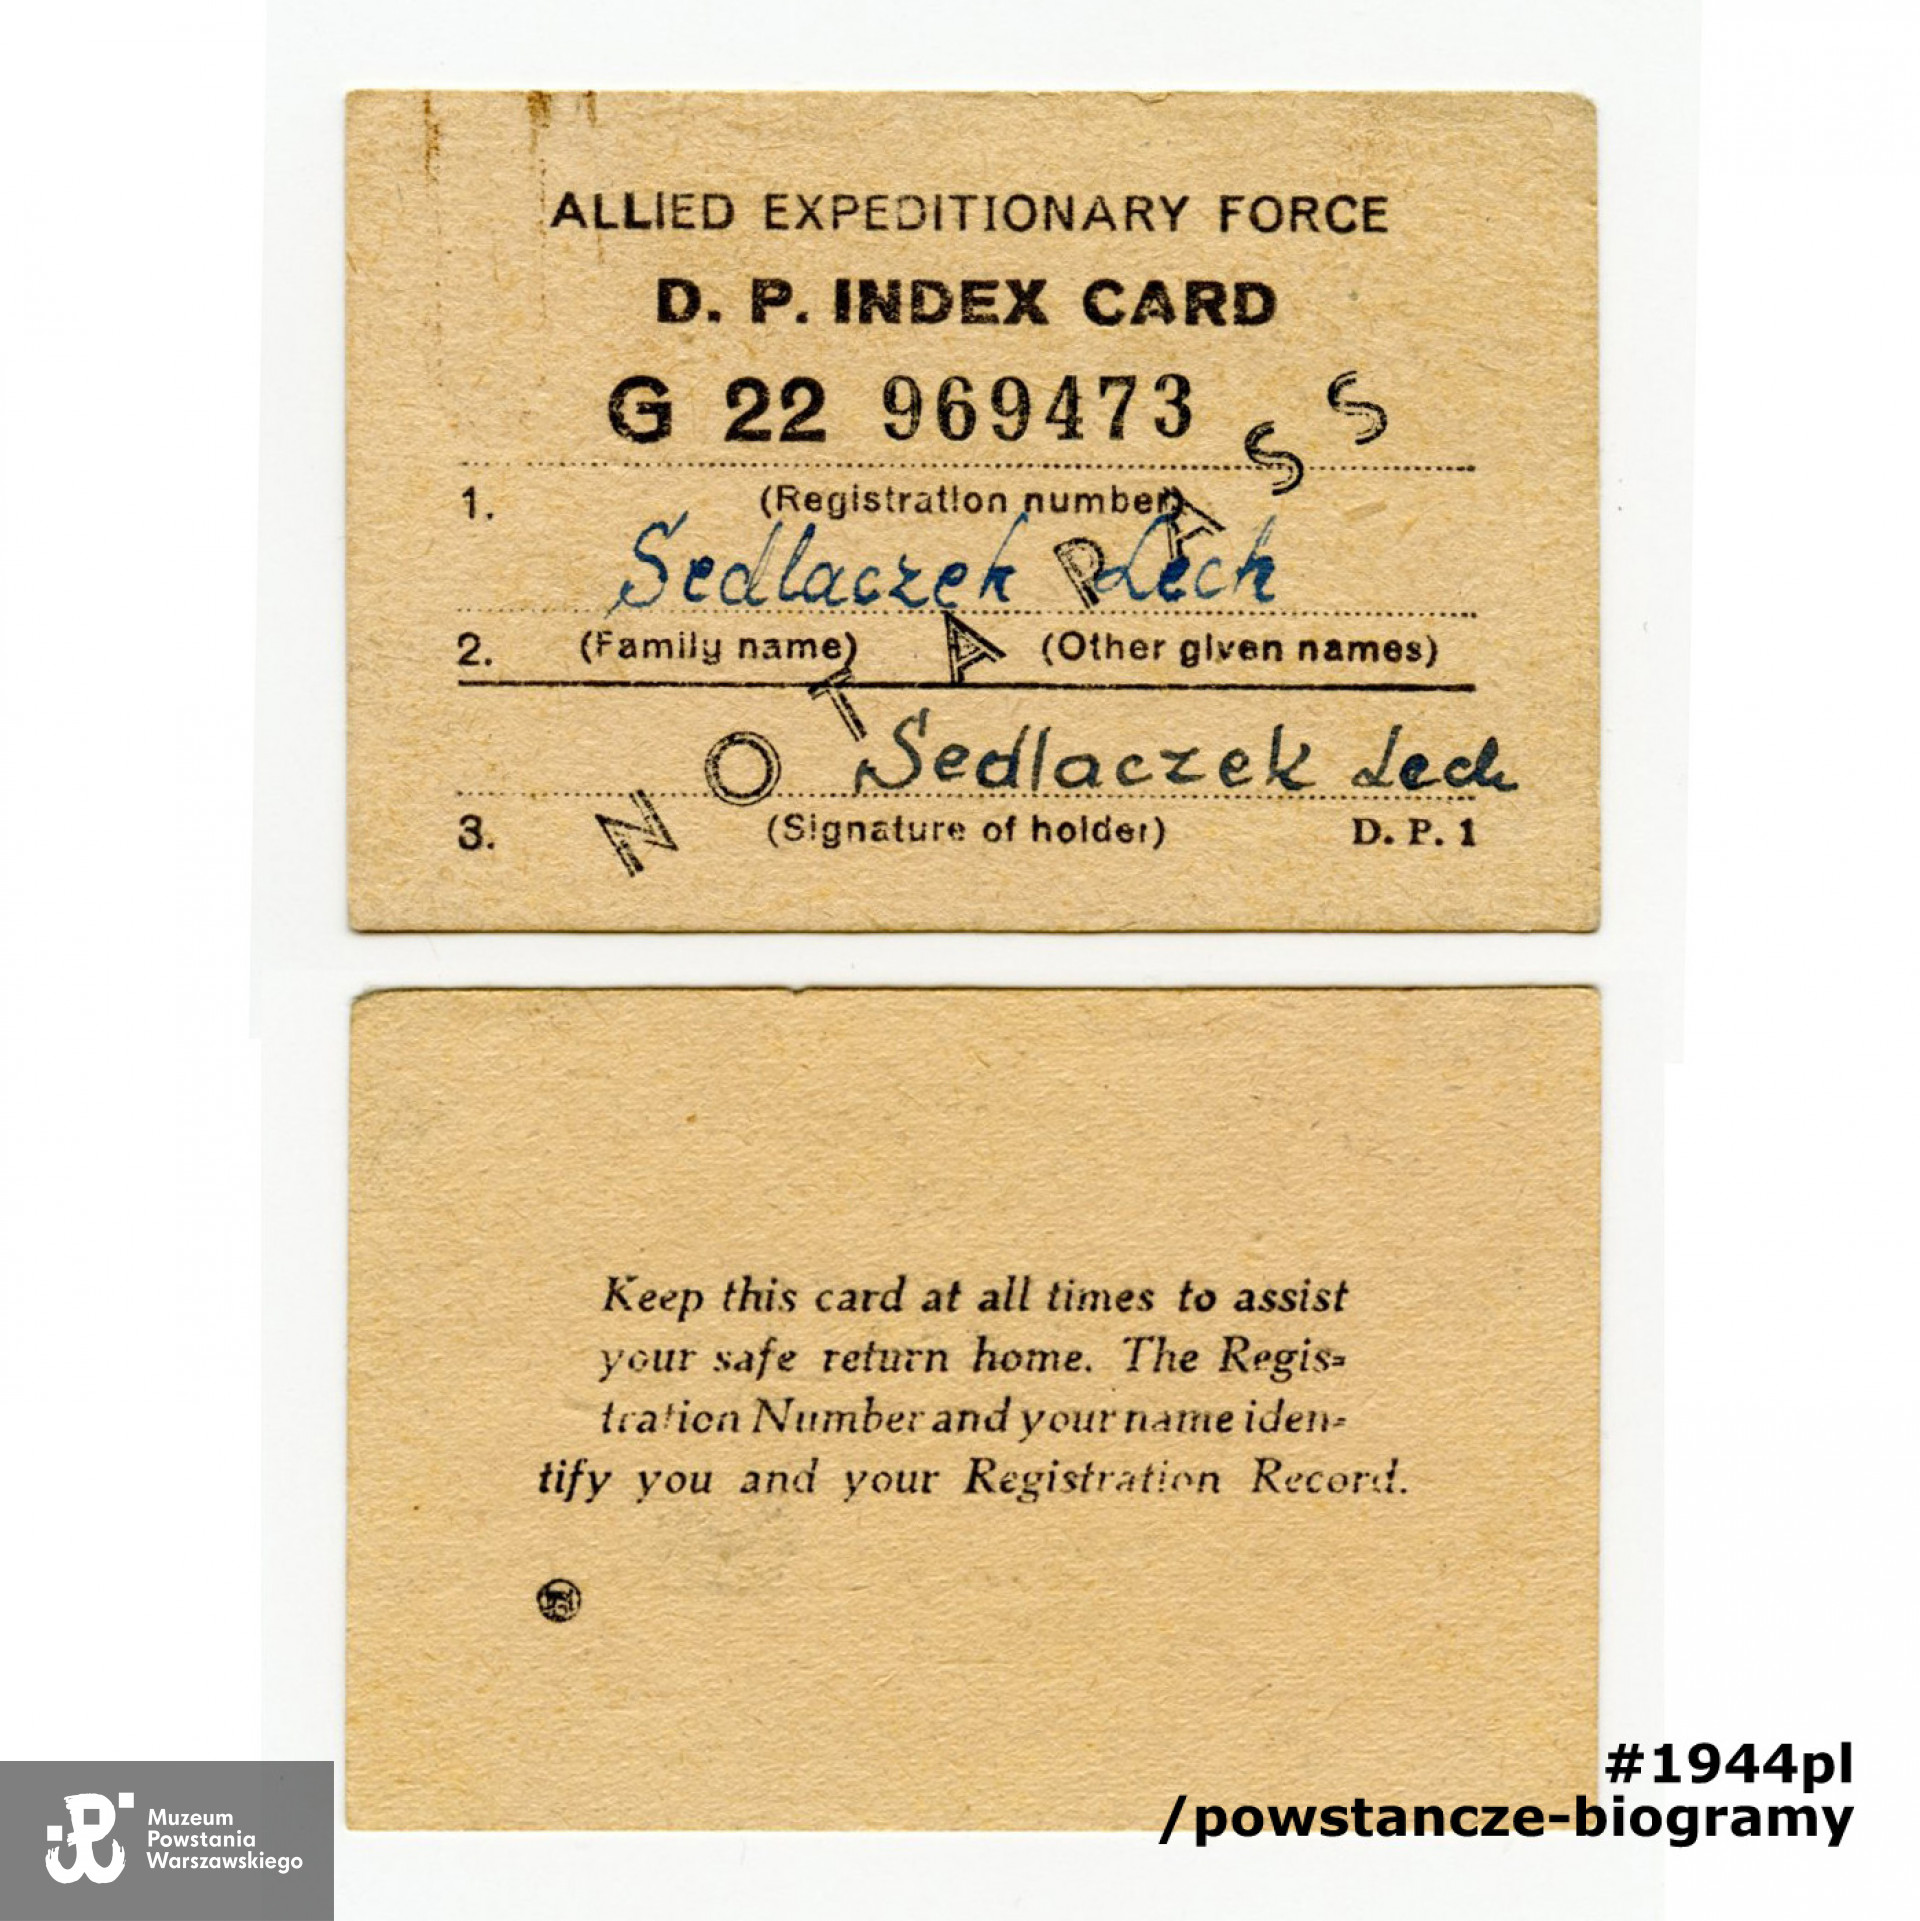 ALLIED EXPEDITIONARY FORCE
D. P. INDEX CARD
G 22 969473
1. (Registration number)
Sedlaczek Lech
2. (Family name) (Other given names)
NOT A PASS
Sedlaczek Lech
3. (Signature of holder) D. P. 1
Keep this card at all times to assist
your safe return home. The Regis=
tration Number and your name iden=
tify you and your Registration Record.
#1944pl
/powstancze-biogramy
Muzeum
Powstania
Warszawskiego